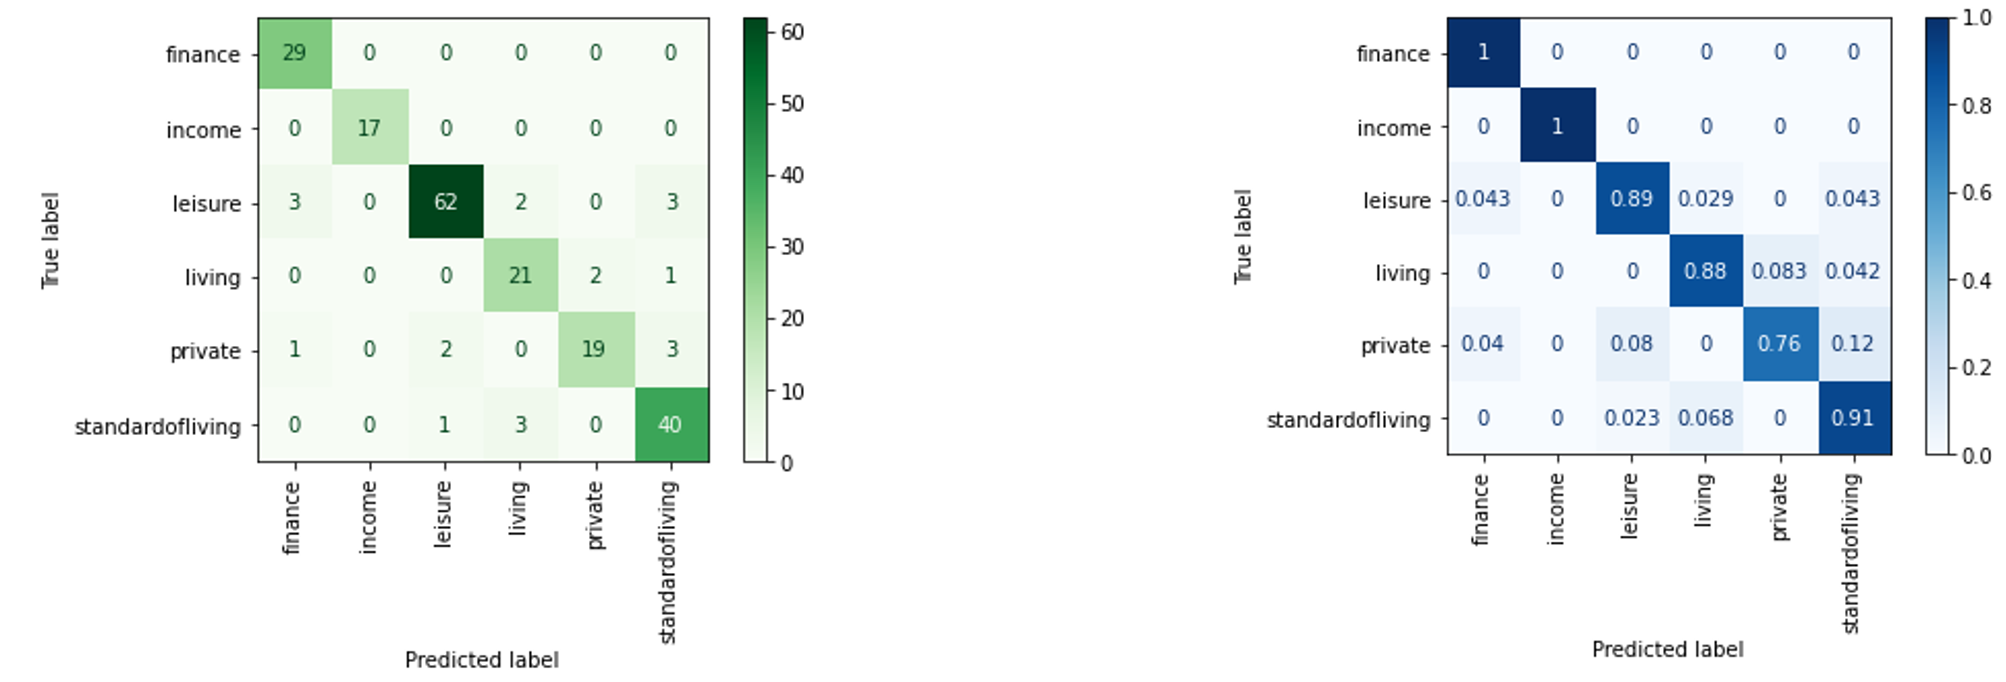 finance 29 0 0 0 0 0
income 0 17 0 0 0 0
leisure 3 0 62 2 0 3
living 0 0 0 21 2 1
private 1 0 2 0 19 3
standardofliving 0 0 1 3 0 40
True label
finance income leisure living private standardofliving
Predicted label
60
50
40
30
20
10
0
finance 1 0 0 0 0 0
income 0 1 0 0 0 0
leisure 0.043 0 0.89 0.029 0 0.043
living 0 0 0 0.88 0.083 0.042
private 0.04 0 0.08 0 0.76 0.12
standardofliving 0 0 0.023 0.068 0 0.91
True label
finance income leisure living private standardofliving
Predicted label
1.0
0.8
0.6
0.4
0.2
0.0